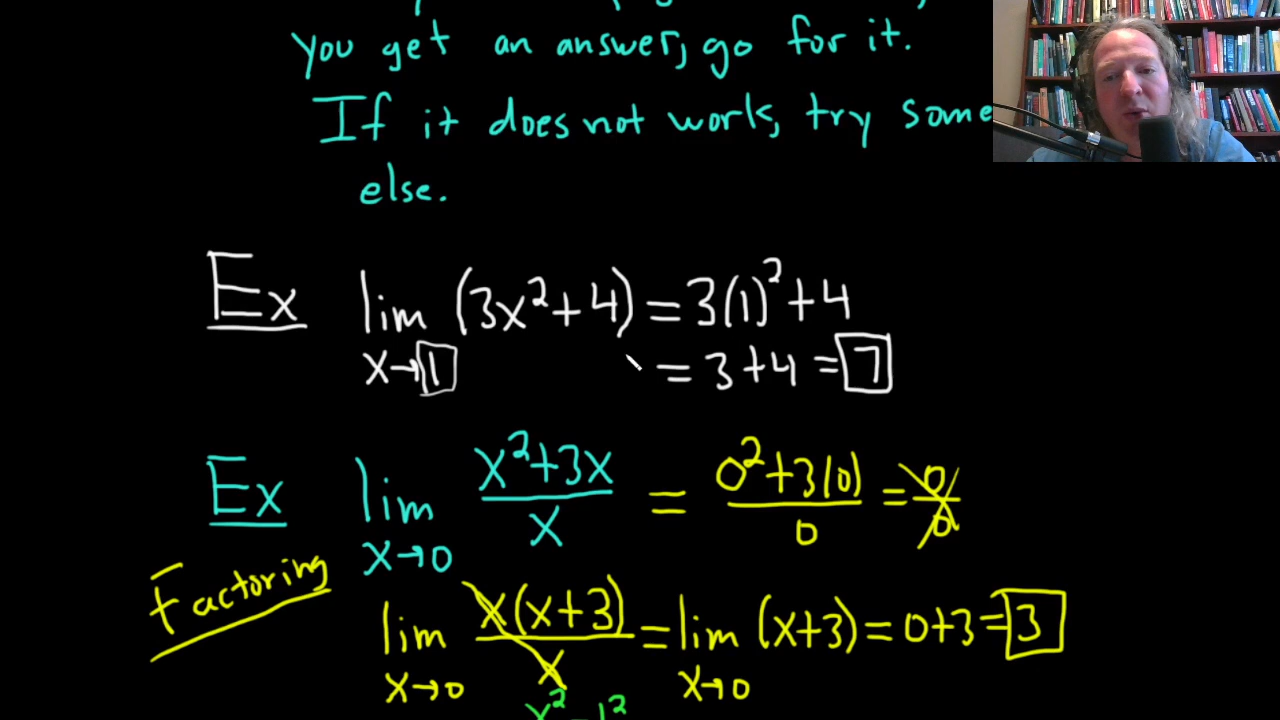 you get an answer, go for it.
If it does not work, try some
else.
Ex lim (3x²+4) = 3(1)²+4
x→1 = 3+4 = 7
Ex lim x→0 (x²+3x)/x = (0²+3(0))/0 = 0/0
Factoring
lim x→0 x(x+3)/x = lim x→0 (x+3) = 0+3 = 3
x² - 1²